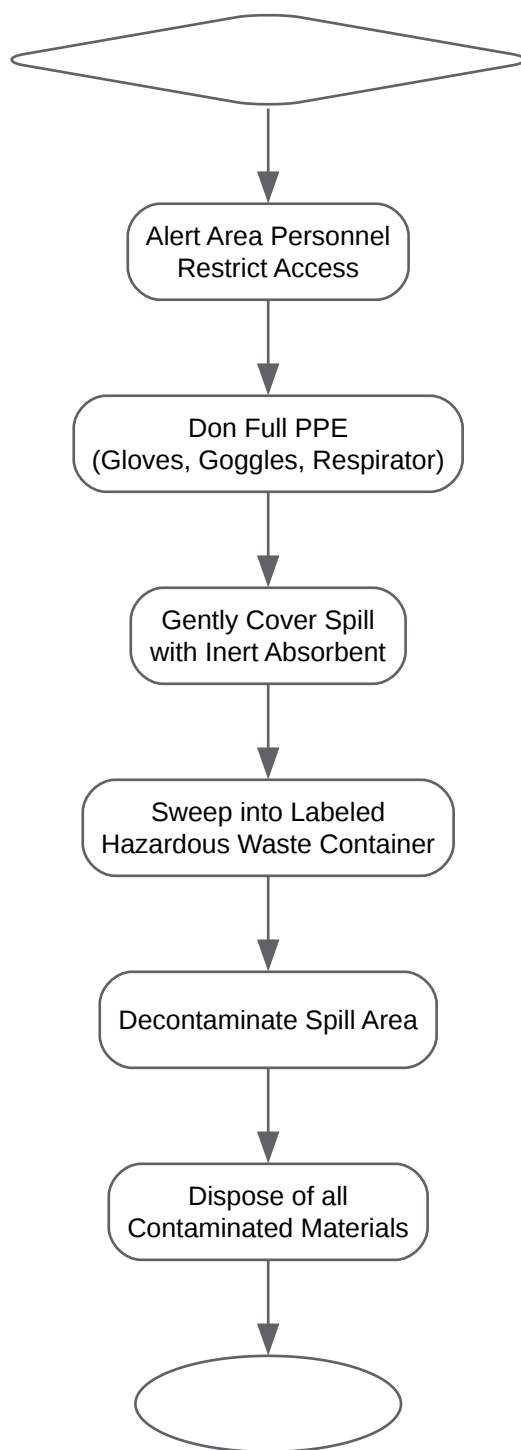 Alert Area Personnel
Restrict Access
Don Full PPE
(Gloves, Goggles, Respirator)
Gently Cover Spill
with Inert Absorbent
Sweep into Labeled
Hazardous Waste Container
Decontaminate Spill Area
Dispose of all
Contaminated Materials